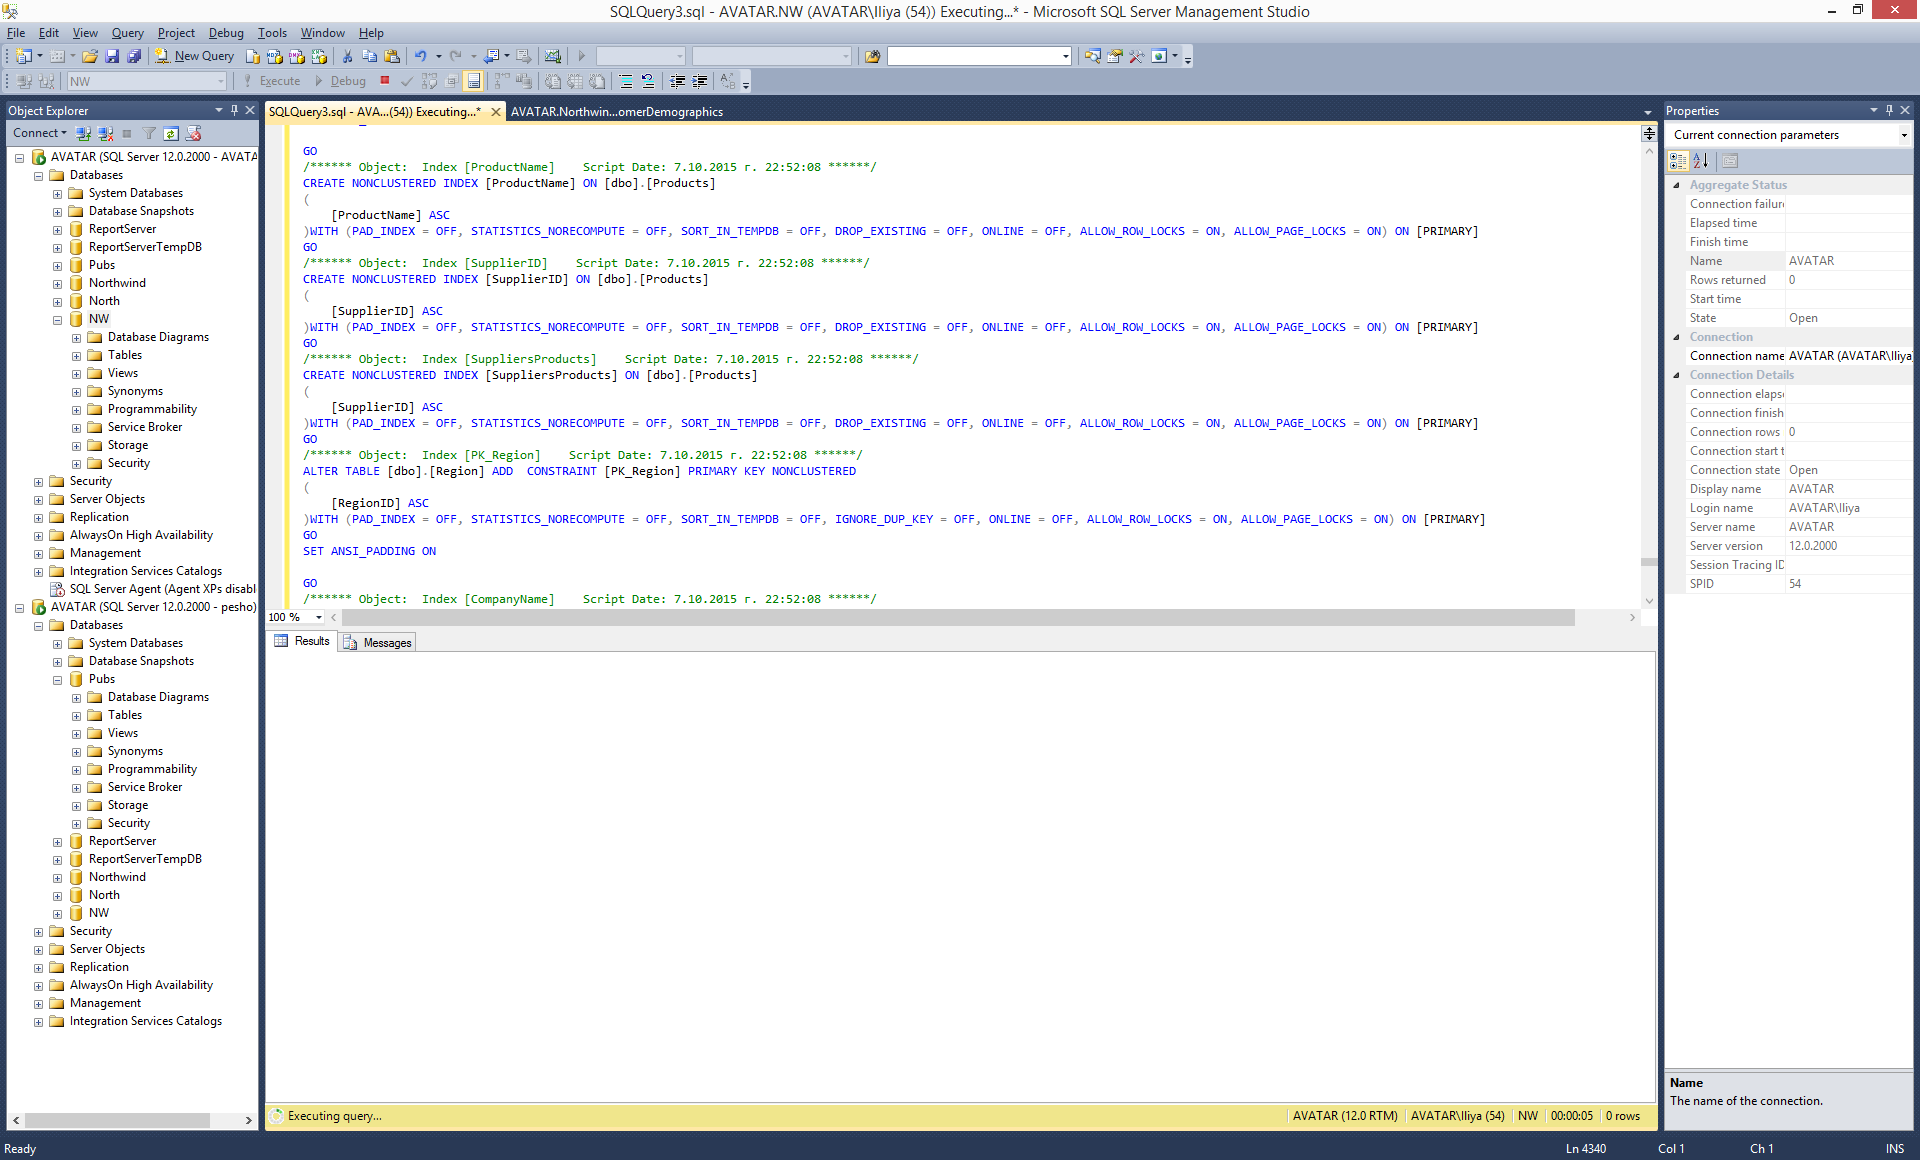 SQLQuery3.sql - AVATAR.NW (AVATAR\Iliya (54)) Executing...* - Microsoft SQL Server Management Studio
File Edit View Query Project Debug Tools Window Help
New Query
NW Execute Debug
Object Explorer
Connect
AVATAR (SQL Server 12.0.2000 - AVATA
Databases
System Databases
Database Snapshots
ReportServer
ReportServerTempDB
Pubs
Northwind
North
NW
Database Diagrams
Tables
Views
Synonyms
Programmability
Service Broker
Storage
Security
Security
Server Objects
Replication
AlwaysOn High Availability
Management
Integration Services Catalogs
SQL Server Agent (Agent XPs disabl
AVATAR (SQL Server 12.0.2000 - pesho)
Databases
System Databases
Database Snapshots
Pubs
Database Diagrams
Tables
Views
Synonyms
Programmability
Service Broker
Storage
Security
ReportServer
ReportServerTempDB
Northwind
North
NW
Security
Server Objects
Replication
AlwaysOn High Availability
Management
Integration Services Catalogs
SQLQuery3.sql - AVA...(54)) Executing...* AVATAR.Northwin...omerDemographics
GO
/****** Object:  Index [ProductName]    Script Date: 7.10.2015 г. 22:52:08 ******/
CREATE NONCLUSTERED INDEX [ProductName] ON [dbo].[Products]
(
[ProductName] ASC
)WITH (PAD_INDEX = OFF, STATISTICS_NORECOMPUTE = OFF, SORT_IN_TEMPDB = OFF, DROP_EXISTING = OFF, ONLINE = OFF, ALLOW_ROW_LOCKS = ON, ALLOW_PAGE_LOCKS = ON) ON [PRIMARY]
GO
/****** Object:  Index [SupplierID]    Script Date: 7.10.2015 г. 22:52:08 ******/
CREATE NONCLUSTERED INDEX [SupplierID] ON [dbo].[Products]
(
[SupplierID] ASC
)WITH (PAD_INDEX = OFF, STATISTICS_NORECOMPUTE = OFF, SORT_IN_TEMPDB = OFF, DROP_EXISTING = OFF, ONLINE = OFF, ALLOW_ROW_LOCKS = ON, ALLOW_PAGE_LOCKS = ON) ON [PRIMARY]
GO
/****** Object:  Index [SuppliersProducts]    Script Date: 7.10.2015 г. 22:52:08 ******/
CREATE NONCLUSTERED INDEX [SuppliersProducts] ON [dbo].[Products]
(
[SupplierID] ASC
)WITH (PAD_INDEX = OFF, STATISTICS_NORECOMPUTE = OFF, SORT_IN_TEMPDB = OFF, DROP_EXISTING = OFF, ONLINE = OFF, ALLOW_ROW_LOCKS = ON, ALLOW_PAGE_LOCKS = ON) ON [PRIMARY]
GO
/****** Object:  Index [PK_Region]    Script Date: 7.10.2015 г. 22:52:08 ******/
ALTER TABLE [dbo].[Region] ADD  CONSTRAINT [PK_Region] PRIMARY KEY NONCLUSTERED
(
[RegionID] ASC
)WITH (PAD_INDEX = OFF, STATISTICS_NORECOMPUTE = OFF, SORT_IN_TEMPDB = OFF, IGNORE_DUP_KEY = OFF, ONLINE = OFF, ALLOW_ROW_LOCKS = ON, ALLOW_PAGE_LOCKS = ON) ON [PRIMARY]
GO
SET ANSI_PADDING ON
GO
/****** Object:  Index [CompanyName]    Script Date: 7.10.2015 г. 22:52:08 ******/
100 %
Results Messages
Executing query... AVATAR (12.0 RTM) AVATAR\Iliya (54) NW 00:00:05 0 rows
Properties
Current connection parameters
Aggregate Status
Connection failure
Elapsed time
Finish time
Name AVATAR
Rows returned 0
Start time
State Open
Connection
Connection name AVATAR (AVATAR\Iliya
Connection Details
Connection elapse
Connection finish
Connection rows 0
Connection start t
Connection state Open
Display name AVATAR
Login name AVATAR\Iliya
Server name AVATAR
Server version 12.0.2000
Session Tracing ID
SPID 54
Name
The name of the connection.
Ready Ln 4340 Col 1 Ch 1 INS